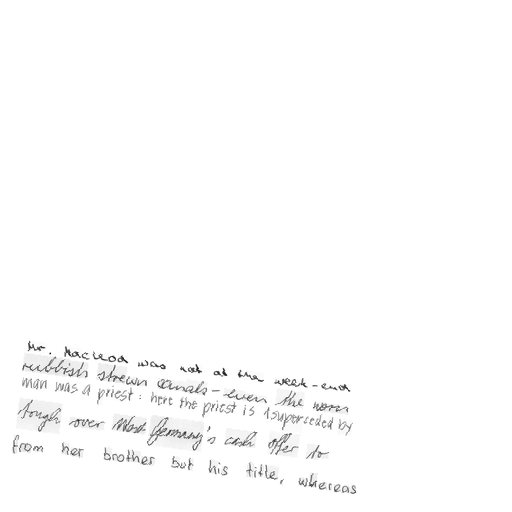 Mr. Macleod was not at the week-end
rubbish strewn canals - even the worn
man was a priest : here the priest is superceded by
tough over West Germany's cash offer to
from her brother but his title, whereas